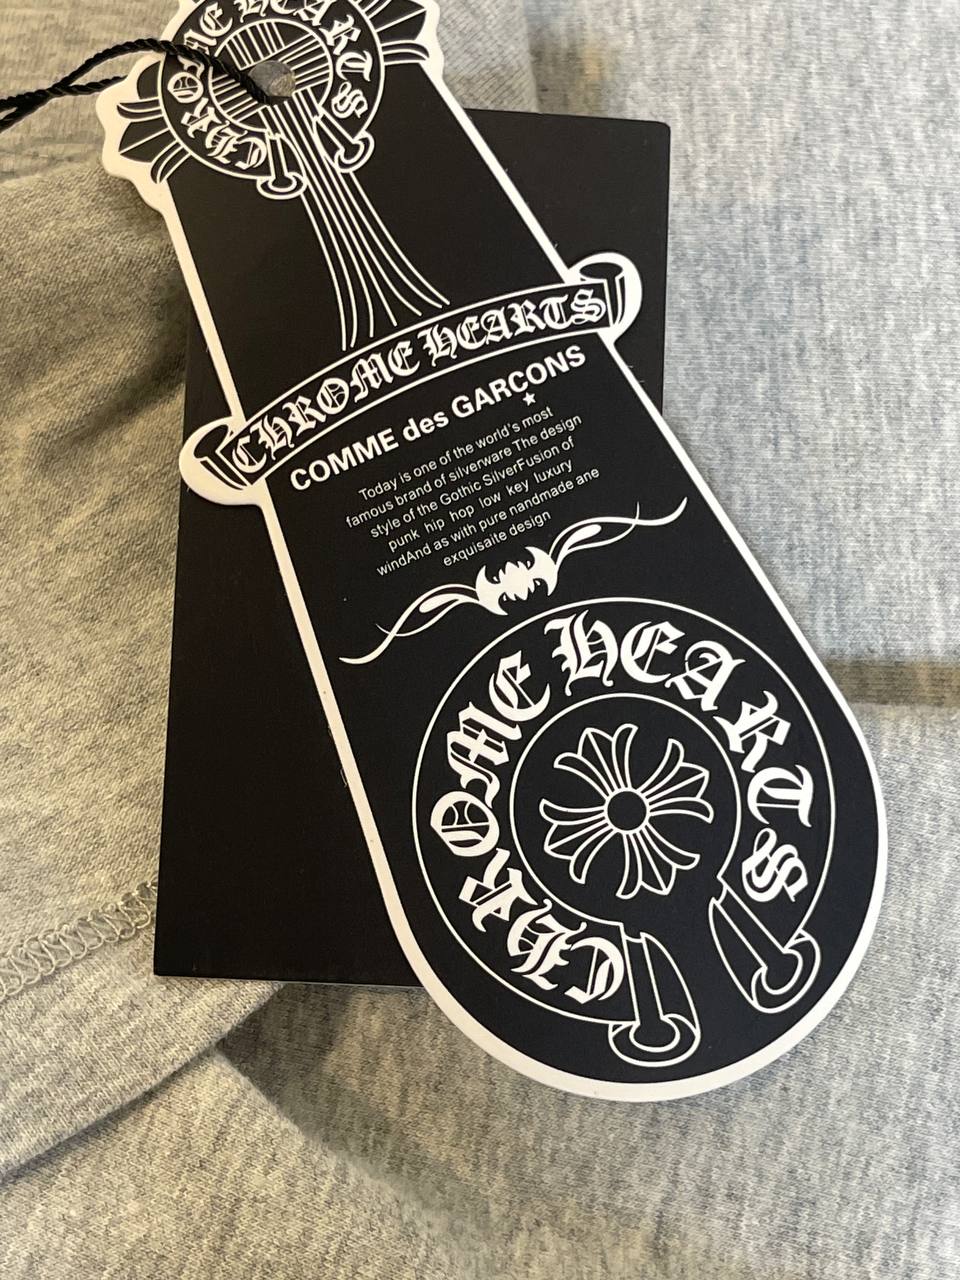 CHROME HEARTS
CHROME HEARTS
COMME des GARÇONS
Today is one of the world's most
famous brand of silverware The design
style of the Gothic SilverFusion of
punk hip hop low key luxury
windAnd as with pure nandmade ane
exquisaite design
CHROME HEARTS